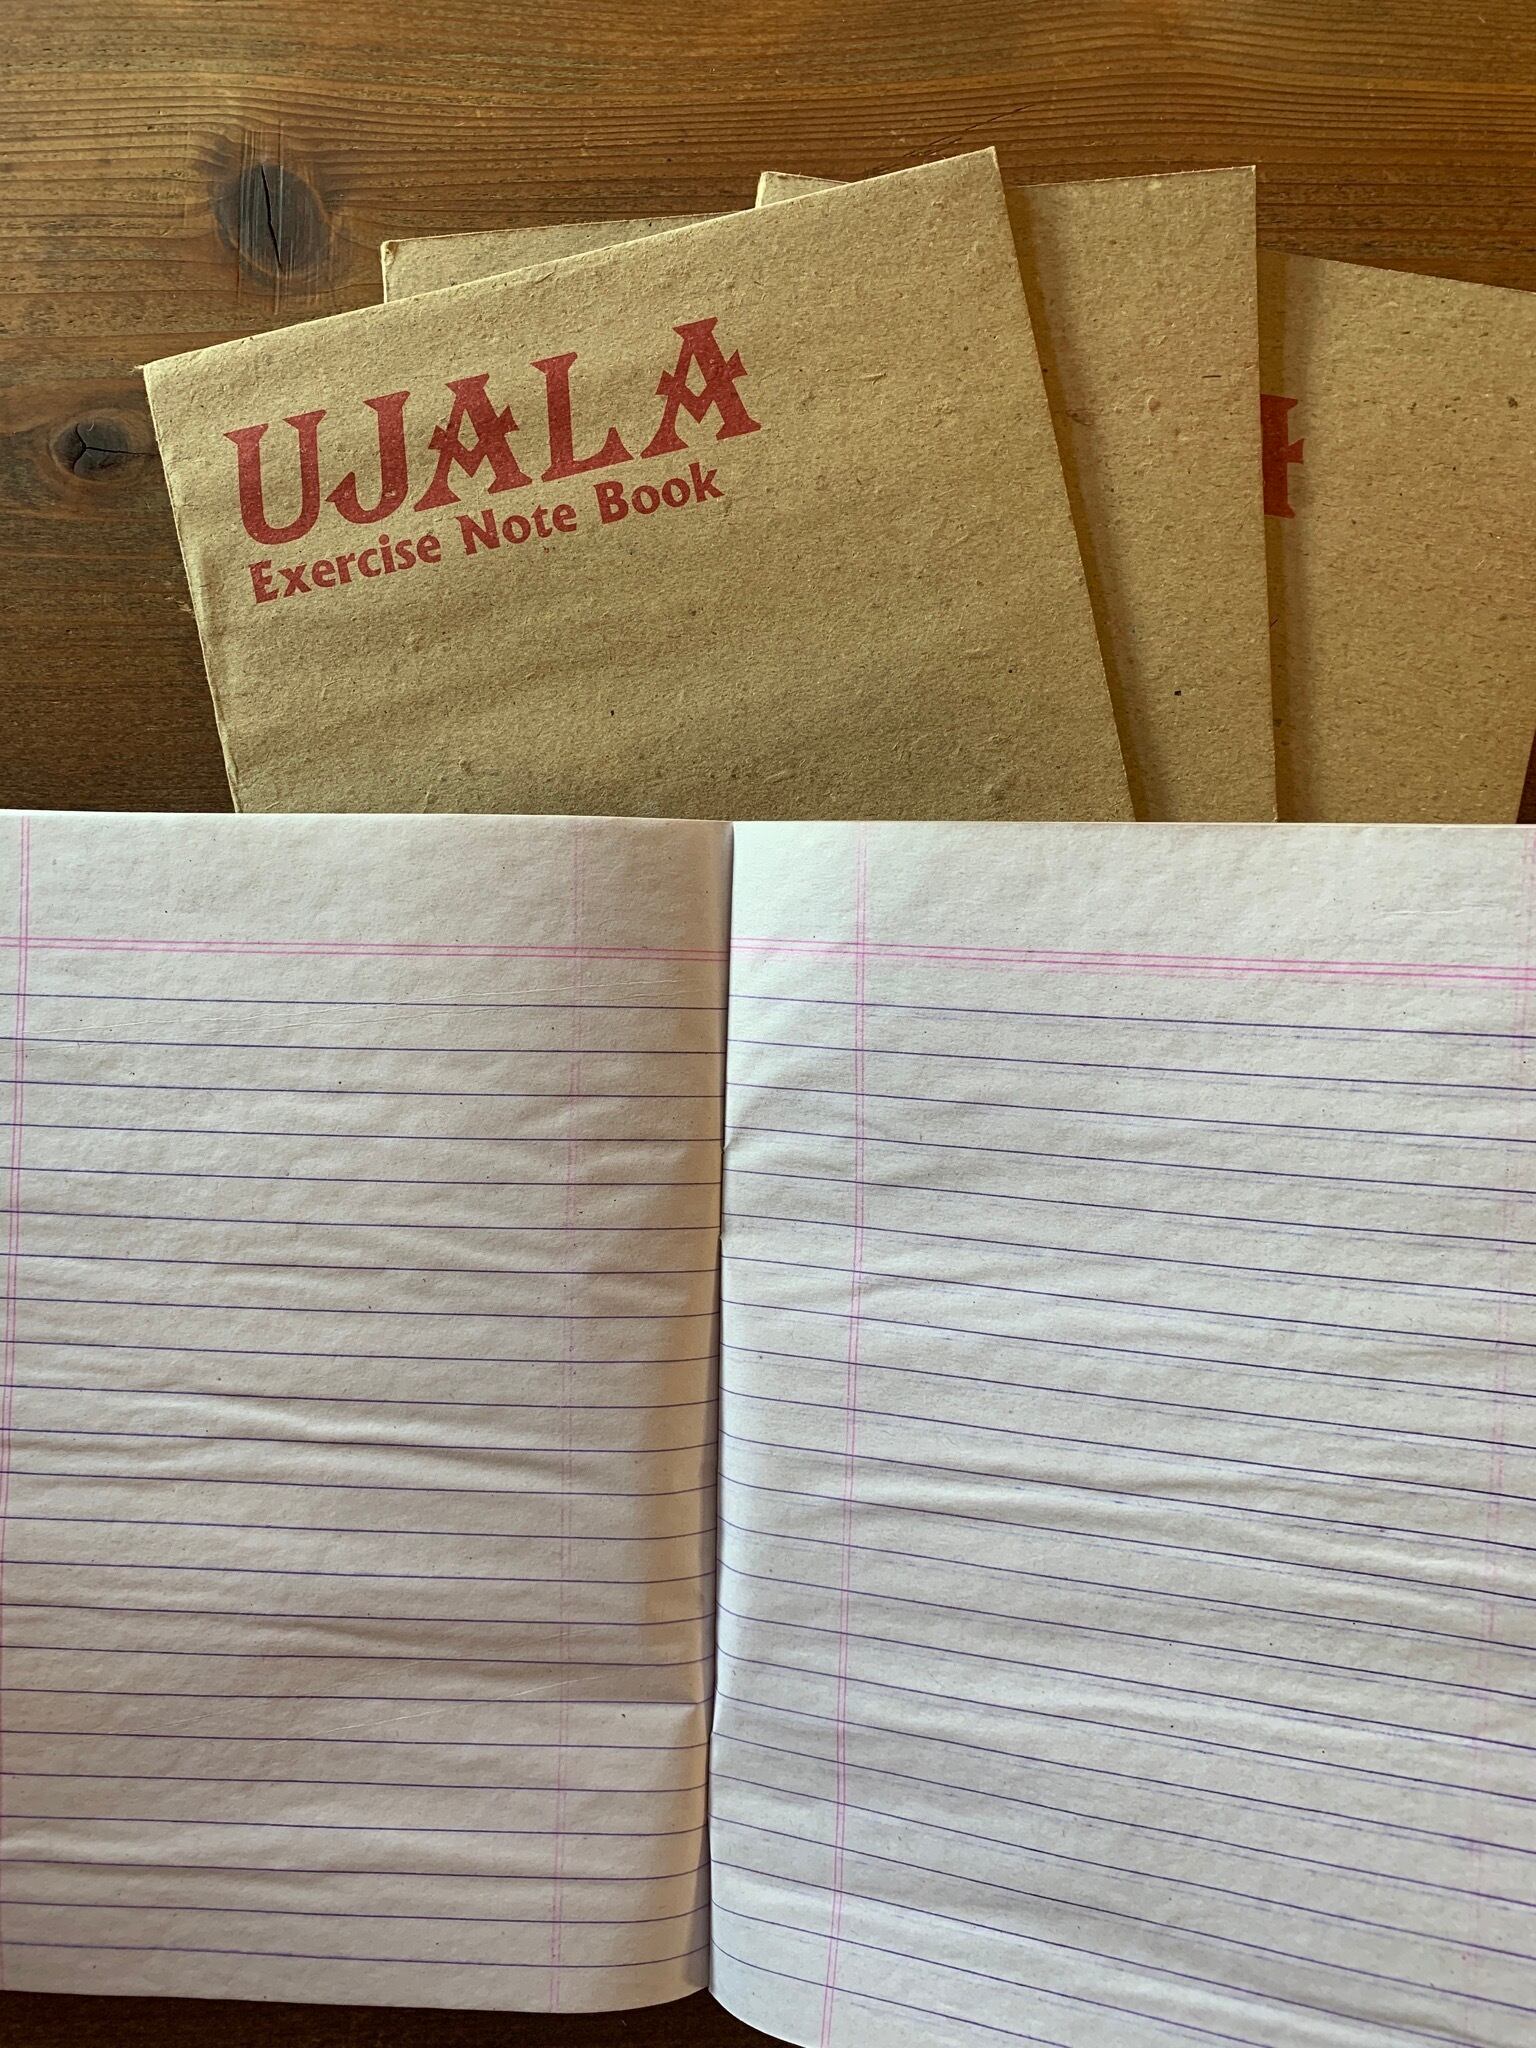 UJALA
Exercise Note Book
A